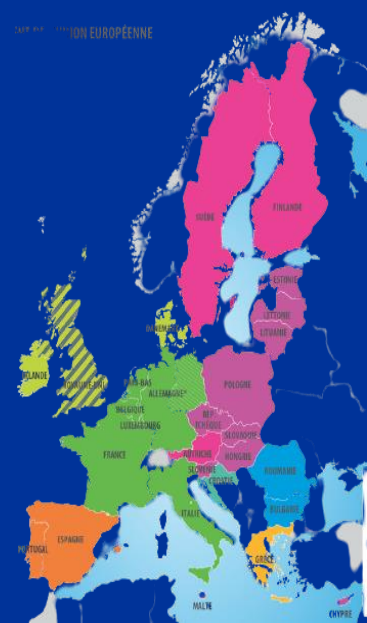 ION EUROPÉENNE
SUÈDE
FINLANDE
ESTONIE
LETTONIE
LITUANIE
DANEMARK
IRLANDE
ROYAUME-UNI
PAYS-BAS
ALLEMAGNE*
POLOGNE
BELGIQUE
LUXEMBOURG
RÉP.
TCHÈQUE
SLOVAQUIE
FRANCE
AUTRICHE
HONGRIE
SLOVÉNIE
CROATIE
ROUMANIE
BULGARIE
ITALIE
PORTUGAL
ESPAGNE
GRÈCE
MALTE
CHYPRE